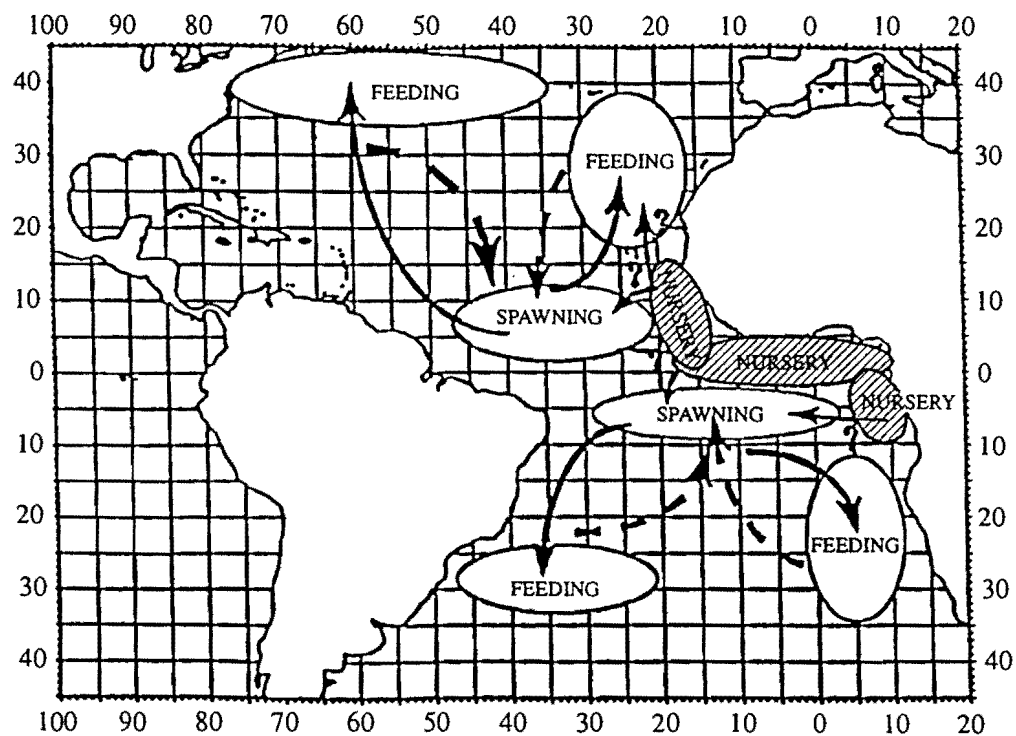 100 90 80 70 60 50 40 30 20 10 0 10 20
40 FEEDING 40
30 FEEDING 30
20 ? 20
?
10 NURSERY 10
SPAWNING
0 NURSERY 0
NURSERY
SPAWNING
10 ? 10
20 20
FEEDING
30 FEEDING 30
40 40
100 90 80 70 60 50 40 30 20 10 0 10 20